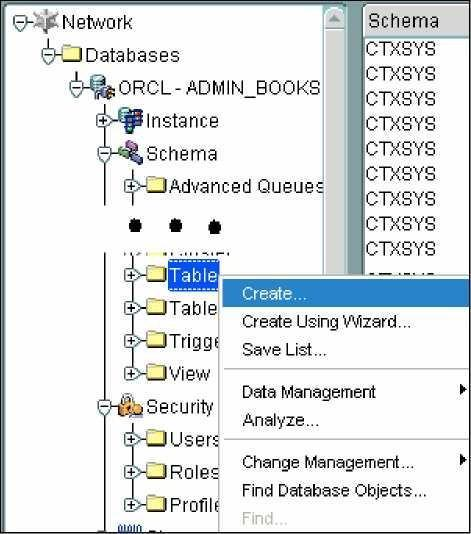 Network
Databases
ORCL - ADMIN_BOOKS
Instance
Schema
Advanced Queues
Table
Table
Trigge
View
Security
Users
Roles
Profile
Schema
CTXSYS
CTXSYS
CTXSYS
CTXSYS
CTXSYS
CTXSYS
CTXSYS
CTXSYS
CTXSYS
Create...
Create Using Wizard...
Save List...
Data Management
Analyze...
Change Management...
Find Database Objects...
Find...